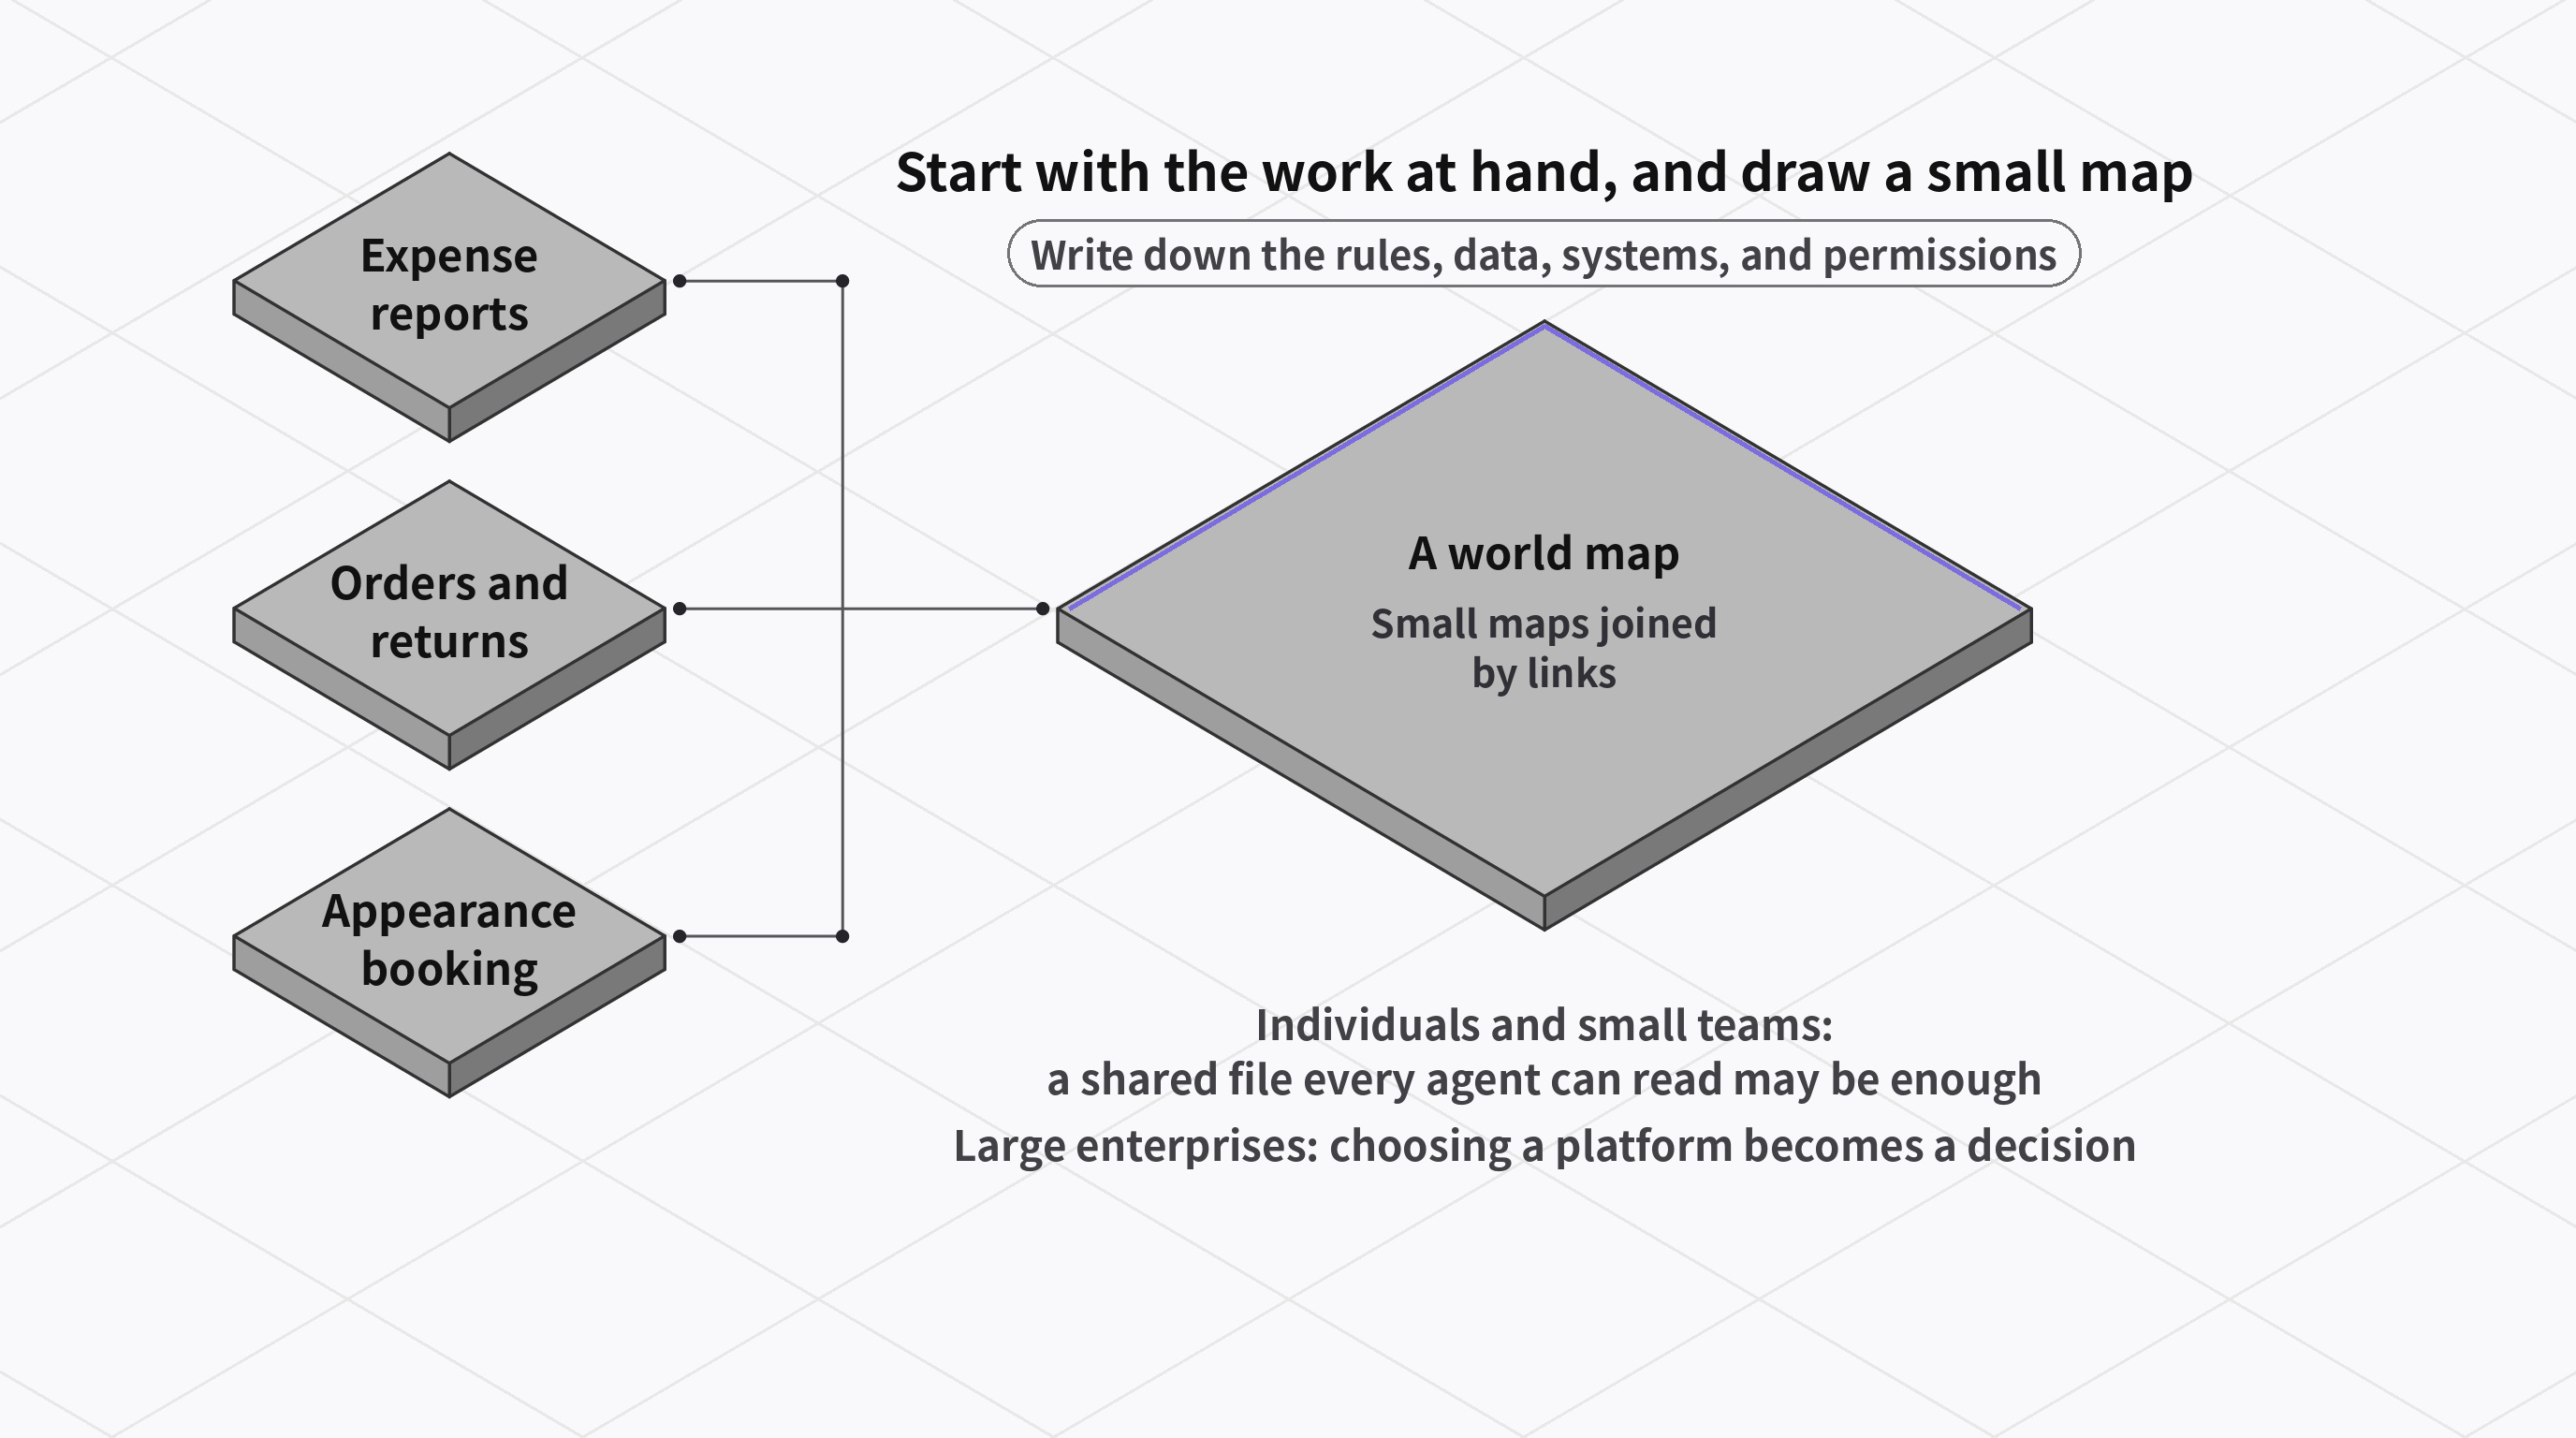 Start with the work at hand, and draw a small map
Write down the rules, data, systems, and permissions
Expense
reports
Orders and
returns
Appearance
booking
A world map
Small maps joined
by links
Individuals and small teams:
a shared file every agent can read may be enough
Large enterprises: choosing a platform becomes a decision